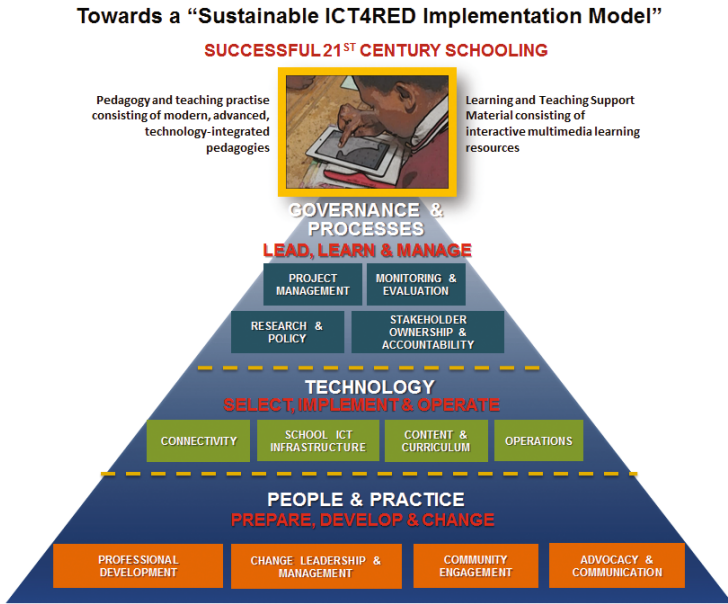 Towards a “Sustainable ICT4RED Implementation Model”
SUCCESSFUL 21ST CENTURY SCHOOLING
Pedagogy and teaching practise
consisting of modern, advanced,
technology-integrated
pedagogies
Learning and Teaching Support
Material consisting of
interactive multimedia learning
resources
GOVERNANCE &
PROCESSES
LEAD, LEARN & MANAGE
PROJECT
MANAGEMENT
MONITORING &
EVALUATION
RESEARCH &
POLICY
STAKEHOLDER
OWNERSHIP &
ACCOUNTABILITY
TECHNOLOGY
SELECT, IMPLEMENT & OPERATE
CONNECTIVITY
SCHOOL ICT
INFRASTRUCTURE
CONTENT &
CURRICULUM
OPERATIONS
PEOPLE & PRACTICE
PREPARE, DEVELOP & CHANGE
PROFESSIONAL
DEVELOPMENT
CHANGE LEADERSHIP &
MANAGEMENT
COMMUNITY
ENGAGEMENT
ADVOCACY &
COMMUNICATION